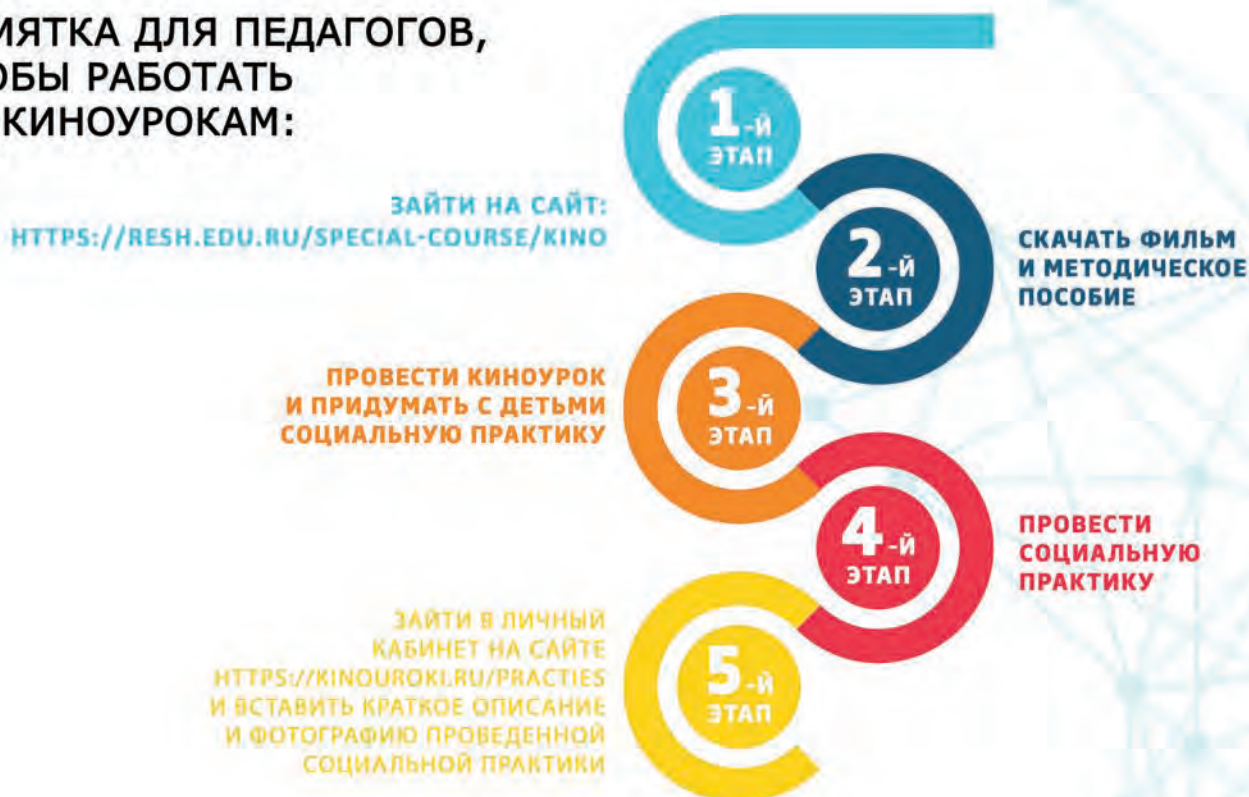 МЯТКА ДЛЯ ПЕДАГОГОВ,
ОБЫ РАБОТАТЬ
КИНОУРОКАМ:
1-й
ЭТАП
ЗАЙТИ НА САЙТ:
HTTPS://RESH.EDU.RU/SPECIAL-COURSE/KINO
2-й
ЭТАП
СКАЧАТЬ ФИЛЬМ
И МЕТОДИЧЕСКОЕ
ПОСОБИЕ
3-й
ЭТАП
ПРОВЕСТИ КИНОУРОК
И ПРИДУМАТЬ С ДЕТЬМИ
СОЦИАЛЬНУЮ ПРАКТИКУ
4-й
ЭТАП
ПРОВЕСТИ
СОЦИАЛЬНУЮ
ПРАКТИКУ
5-й
ЭТАП
ЗАЙТИ В ЛИЧНЫЙ
КАБИНЕТ НА САЙТЕ
HTTPS://KINOUROKI.RU/PRACTIES
И ВСТАВИТЬ КРАТКОЕ ОПИСАНИЕ
И ФОТОГРАФИЮ ПРОВЕДЕННОЙ
СОЦИАЛЬНОЙ ПРАКТИКИ